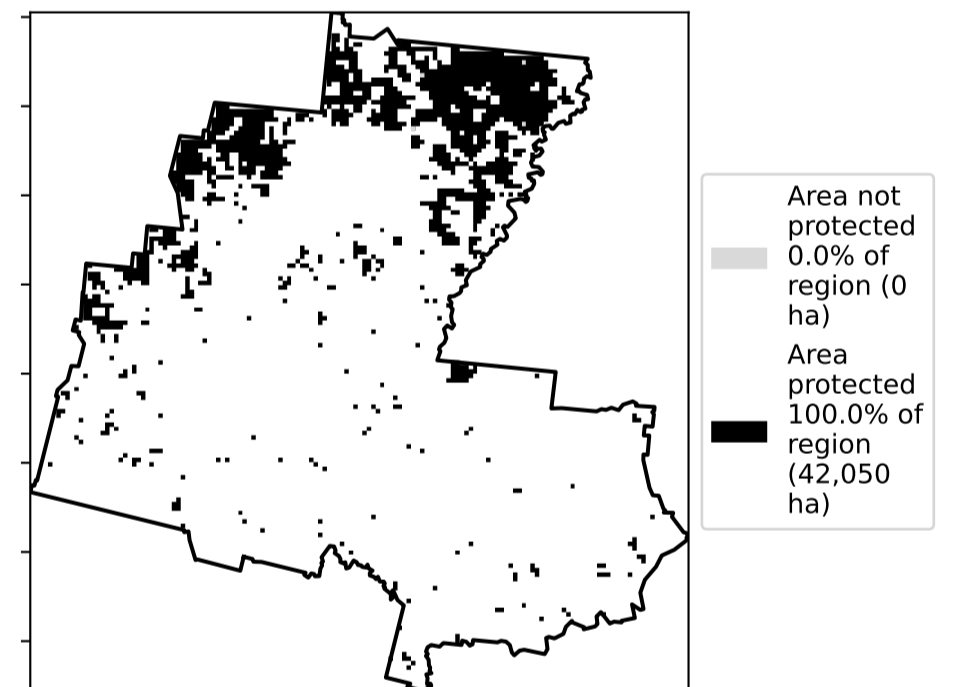 Area not
protected
0.0% of
region (0
ha)
Area
protected
100.0% of
region
(42,050
ha)